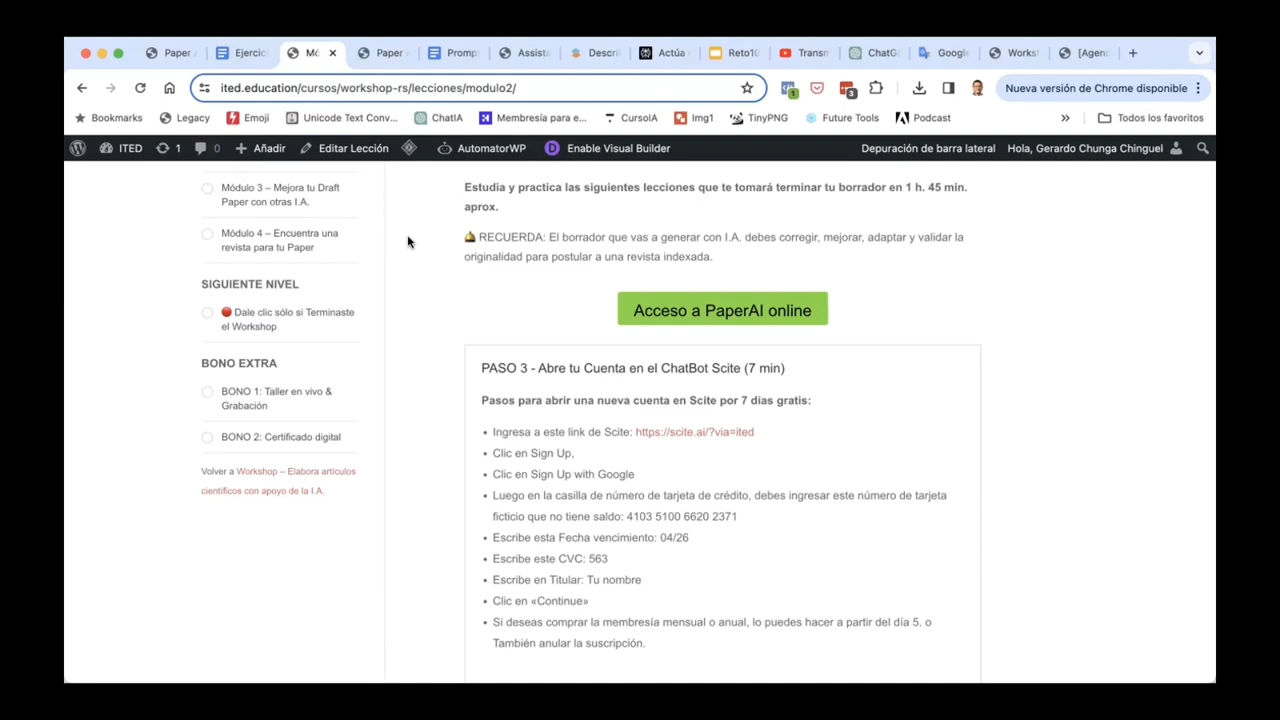 Paper
Ejercic
Mó
Paper
Promp
Assista
Descri
Actúa
Reto10
Transn
ChatG
Google
Works
[Agenc
ited.education/cursos/workshop-rs/lecciones/modulo2/
1
3
Nueva versión de Chrome disponible
Bookmarks
Legacy
Emoji
Unicode Text Conv...
ChatIA
Membresía para e...
CursoIA
Img1
TinyPNG
Future Tools
Podcast
Todos los favoritos
ITED
1
0
Añadir
Editar Lección
AutomatorWP
Enable Visual Builder
Depuración de barra lateral
Hola, Gerardo Chunga Chinguel
Módulo 3 – Mejora tu Draft
Paper con otras I.A.
Módulo 4 – Encuentra una
revista para tu Paper
SIGUIENTE NIVEL
Dale clic sólo si Terminaste
el Workshop
BONO EXTRA
BONO 1: Taller en vivo &
Grabación
BONO 2: Certificado digital
Volver a Workshop – Elabora artículos
científicos con apoyo de la I.A.
Estudia y practica las siguientes lecciones que te tomará terminar tu borrador en 1 h. 45 min.
aprox.
RECUERDA: El borrador que vas a generar con I.A. debes corregir, mejorar, adaptar y validar la
originalidad para postular a una revista indexada.
Acceso a PaperAI online
PASO 3 - Abre tu Cuenta en el ChatBot Scite (7 min)
Pasos para abrir una nueva cuenta en Scite por 7 días gratis:
• Ingresa a este link de Scite: https://scite.ai/?via=ited
• Clic en Sign Up,
• Clic en Sign Up with Google
• Luego en la casilla de número de tarjeta de crédito, debes ingresar este número de tarjeta
ficticio que no tiene saldo: 4103 5100 6620 2371
• Escribe esta Fecha vencimiento: 04/26
• Escribe este CVC: 563
• Escribe en Titular: Tu nombre
• Clic en «Continue»
• Si deseas comprar la membresía mensual o anual, lo puedes hacer a partir del día 5. o
También anular la suscripción.